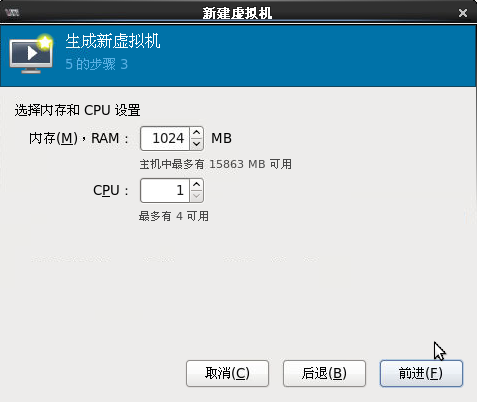 新建虚拟机
生成新虚拟机
5 的步骤 3
选择内存和 CPU 设置
内存(M)，RAM： 1024 MB
主机中最多有 15863 MB 可用
CPU： 1
最多有 4 可用
取消(C) 后退(B) 前进(F)